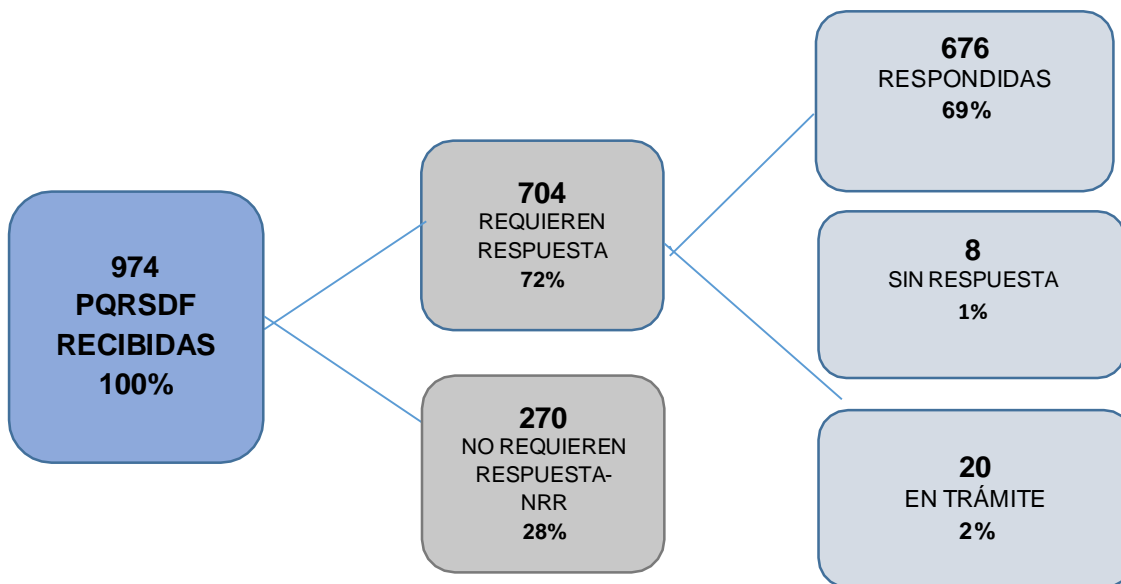 974
PQRSDF
RECIBIDAS
100%
704
REQUIEREN
RESPUESTA
72%
270
NO REQUIEREN
RESPUESTA-
NRR
28%
676
RESPONDIDAS
69%
8
SIN RESPUESTA
1%
20
EN TRÁMITE
2%